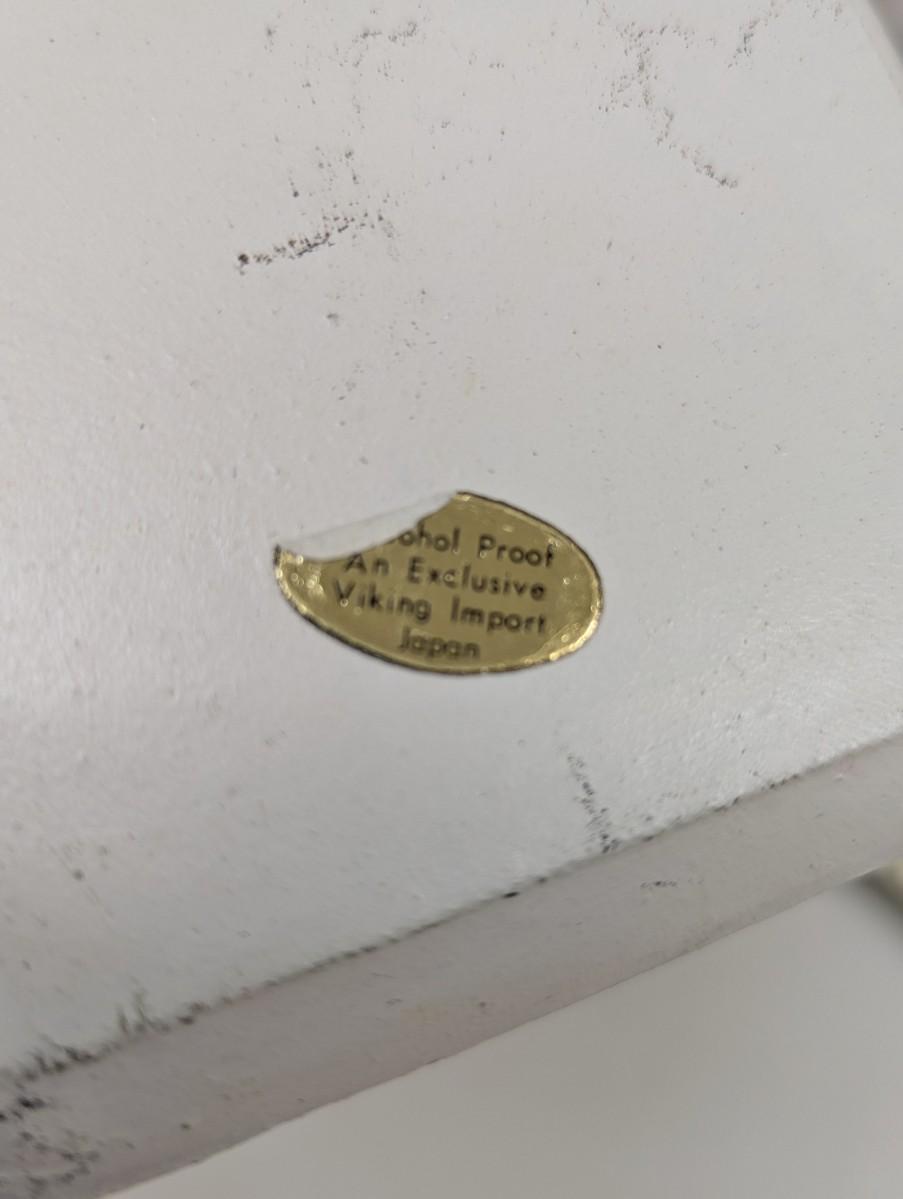 ohol Proof
An Exclusive
Viking Import
Japan